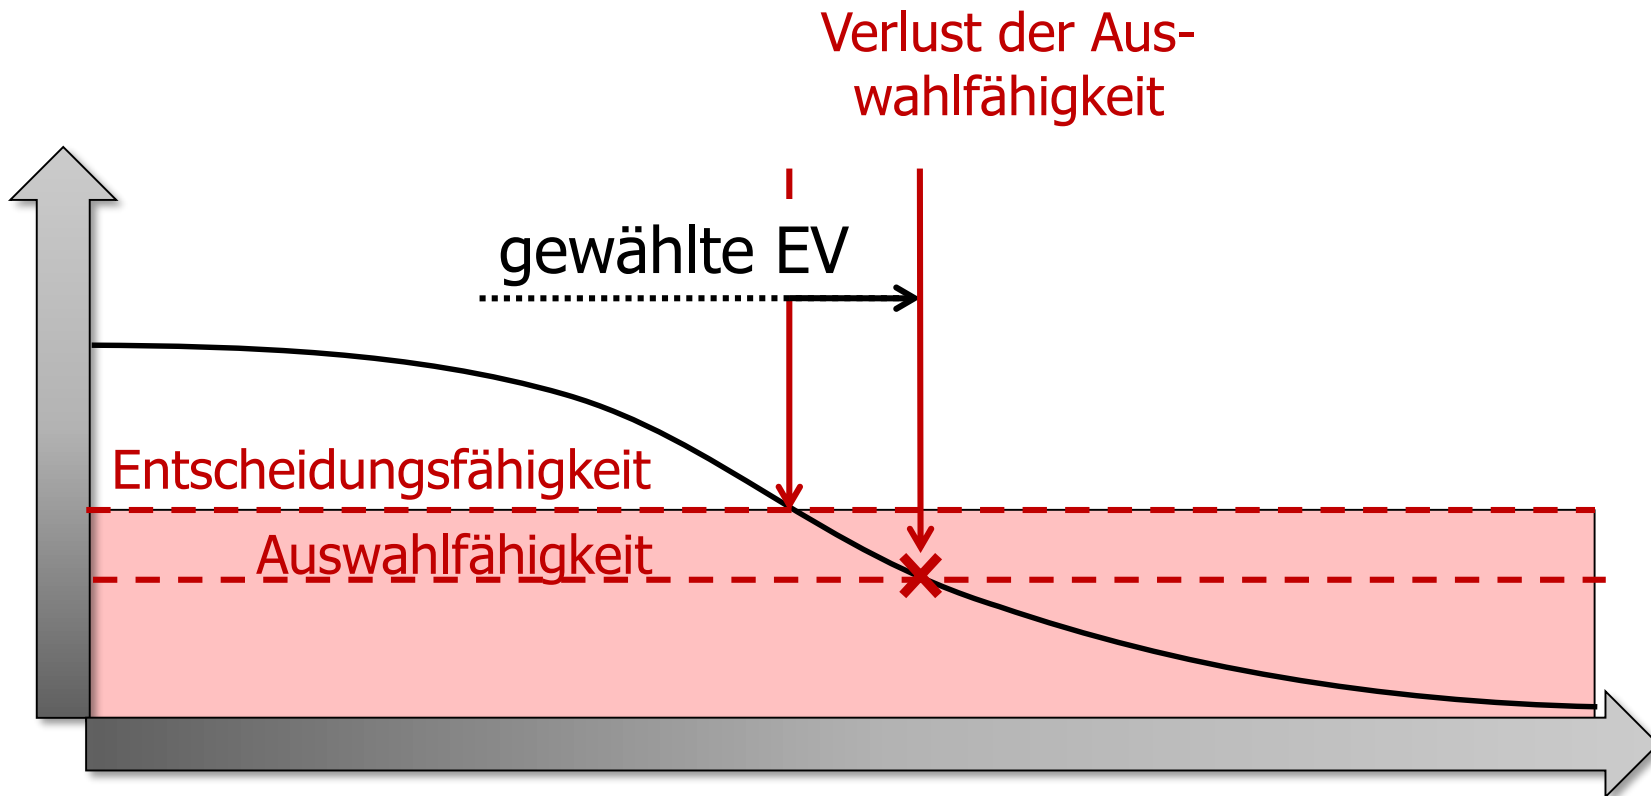 Verlust der Aus-
wahlfähigkeit
gewählte EV
Entscheidungsfähigkeit
Auswahlfähigkeit